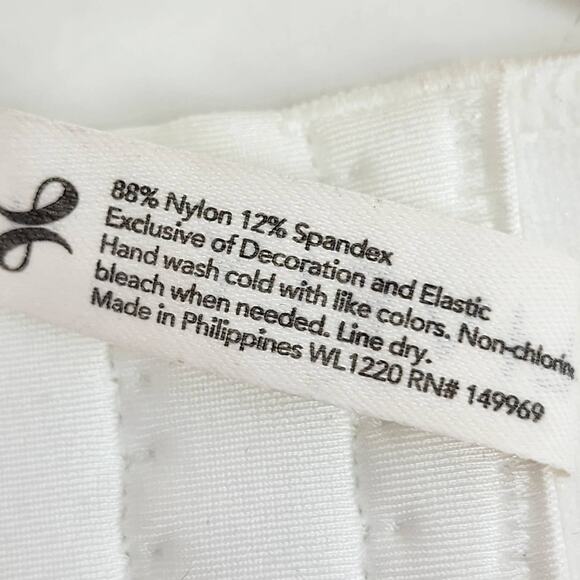 88% Nylon 12% Spandex
Exclusive of Decoration and Elastic
Hand wash cold with like colors. Non-chlorine
bleach when needed. Line dry.
Made in Philippines WL1220 RN# 149969